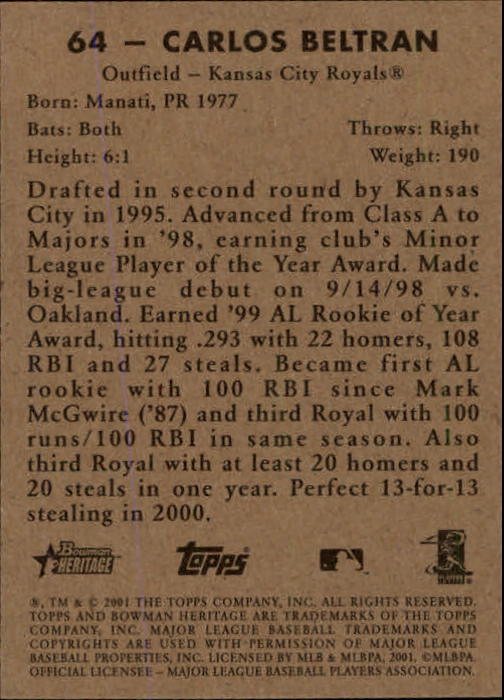 64 – CARLOS BELTRAN
Outfield – Kansas City Royals®
Born: Manati, PR 1977
Bats: Both Throws: Right
Height: 6:1 Weight: 190
Drafted in second round by Kansas
City in 1995. Advanced from Class A to
Majors in '98, earning club's Minor
League Player of the Year Award. Made
big-league debut on 9/14/98 vs.
Oakland. Earned '99 AL Rookie of Year
Award, hitting .293 with 22 homers, 108
RBI and 27 steals. Became first AL
rookie with 100 RBI since Mark
McGwire ('87) and third Royal with 100
runs/100 RBI in same season. Also
third Royal with at least 20 homers and
20 steals in one year. Perfect 13-for-13
stealing in 2000.
Bowman
HERITAGE
TOPPS
®, TM & © 2001 THE TOPPS COMPANY, INC. ALL RIGHTS RESERVED.
TOPPS AND BOWMAN HERITAGE ARE TRADEMARKS OF THE TOPPS
COMPANY, INC. MAJOR LEAGUE BASEBALL TRADEMARKS AND
COPYRIGHTS ARE USED WITH PERMISSION OF MAJOR LEAGUE
BASEBALL PROPERTIES, INC. LICENSED BY MLB & MLBPA, 2001. ©MLBPA
OFFICIAL LICENSEE – MAJOR LEAGUE BASEBALL PLAYERS ASSOCIATION.